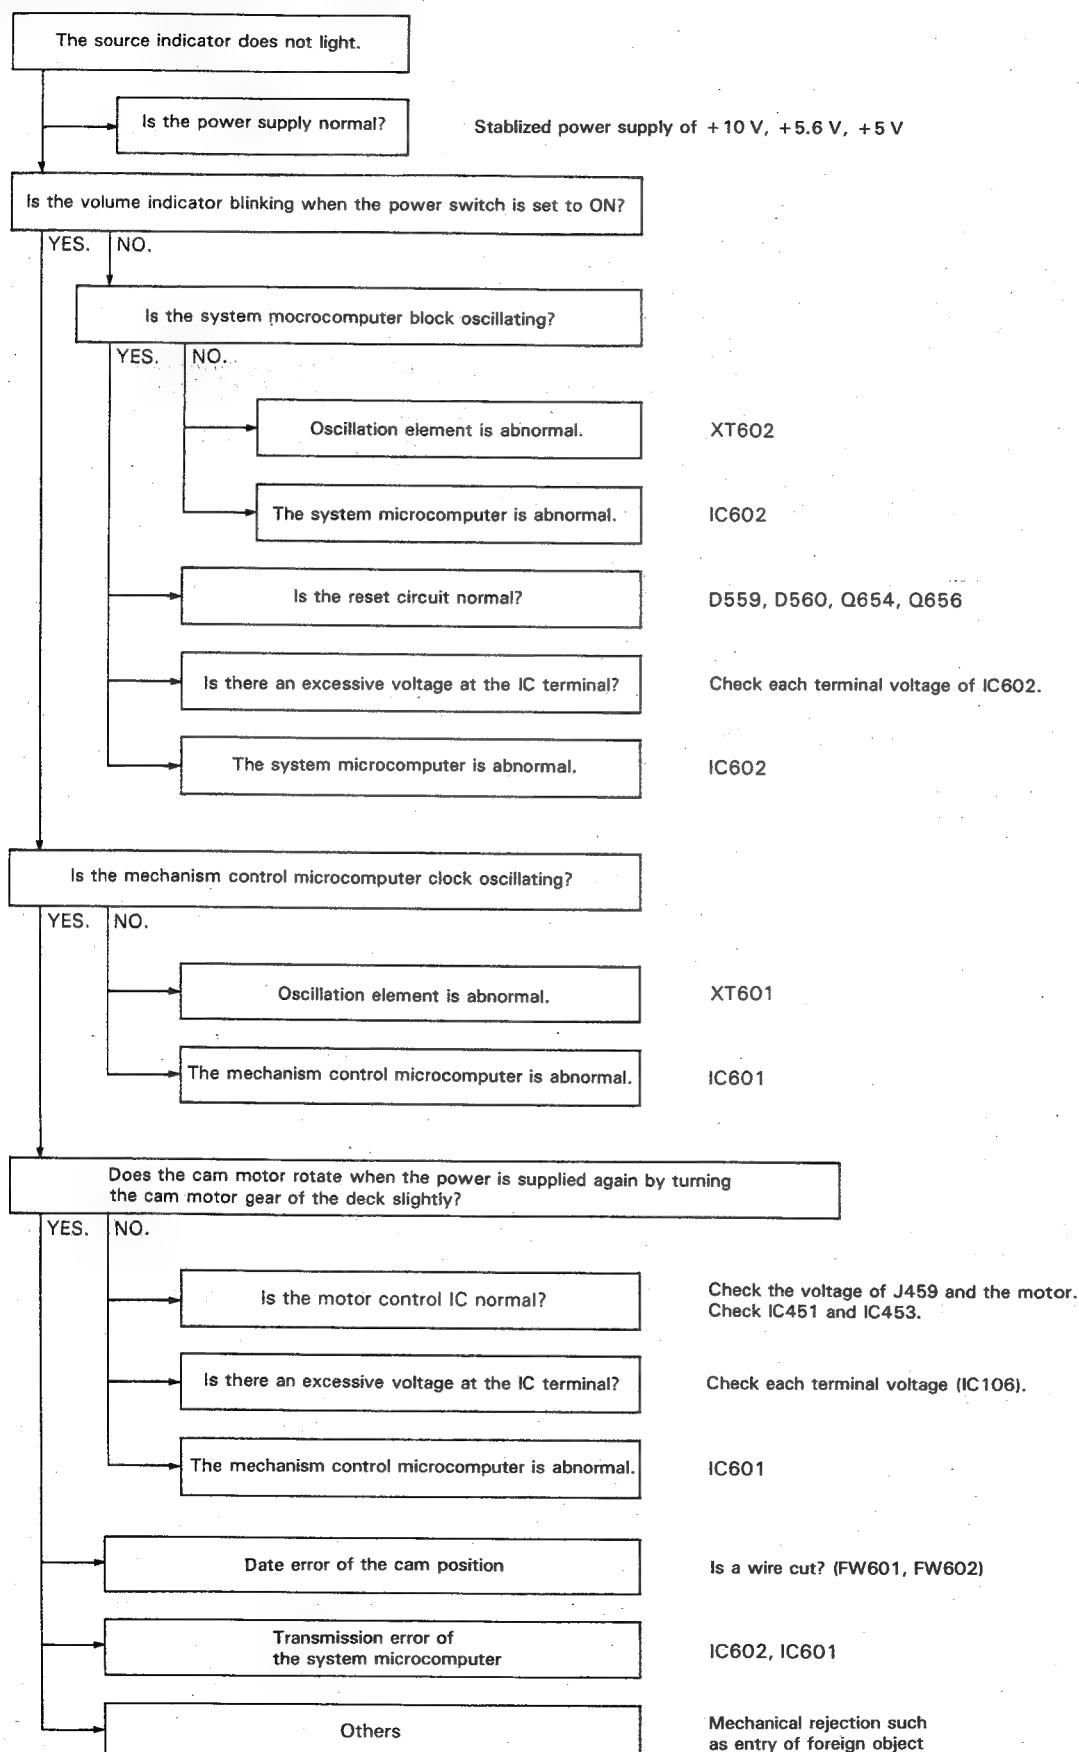 The source indicator does not light.
Is the power supply normal?
Stablized power supply of +10 V, +5.6 V, +5 V
Is the volume indicator blinking when the power switch is set to ON?
YES. NO.
Is the system mocrocomputer block oscillating?
YES. NO.
Oscillation element is abnormal.
XT602
The system microcomputer is abnormal.
IC602
Is the reset circuit normal?
D559, D560, Q654, Q656
Is there an excessive voltage at the IC terminal?
Check each terminal voltage of IC602.
The system microcomputer is abnormal.
IC602
Is the mechanism control microcomputer clock oscillating?
YES. NO.
Oscillation element is abnormal.
XT601
The mechanism control microcomputer is abnormal.
IC601
Does the cam motor rotate when the power is supplied again by turning
the cam motor gear of the deck slightly?
YES. NO.
Is the motor control IC normal?
Check the voltage of J459 and the motor.
Check IC451 and IC453.
Is there an excessive voltage at the IC terminal?
Check each terminal voltage (IC106).
The mechanism control microcomputer is abnormal.
IC601
Date error of the cam position
Is a wire cut? (FW601, FW602)
Transmission error of
the system microcomputer
IC602, IC601
Others
Mechanical rejection such
as entry of foreign object